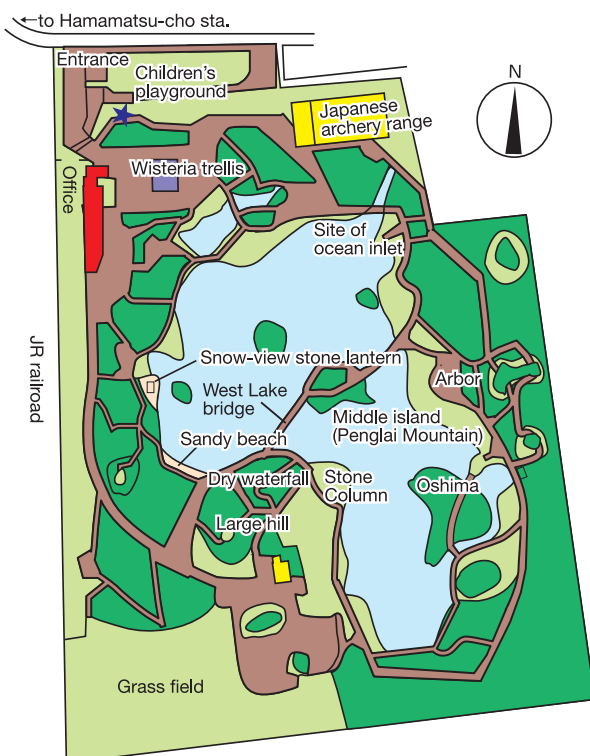 ←to Hamamatsu-cho sta.
Entrance
Children's
playground
N
Japanese
archery range
Wisteria trellis
Office
Site of
ocean inlet
JR railroad
Snow-view stone lantern
Arbor
West Lake
bridge
Middle island
(Penglai Mountain)
Sandy beach
Dry waterfall
Stone
Column
Oshima
Large hill
Grass field